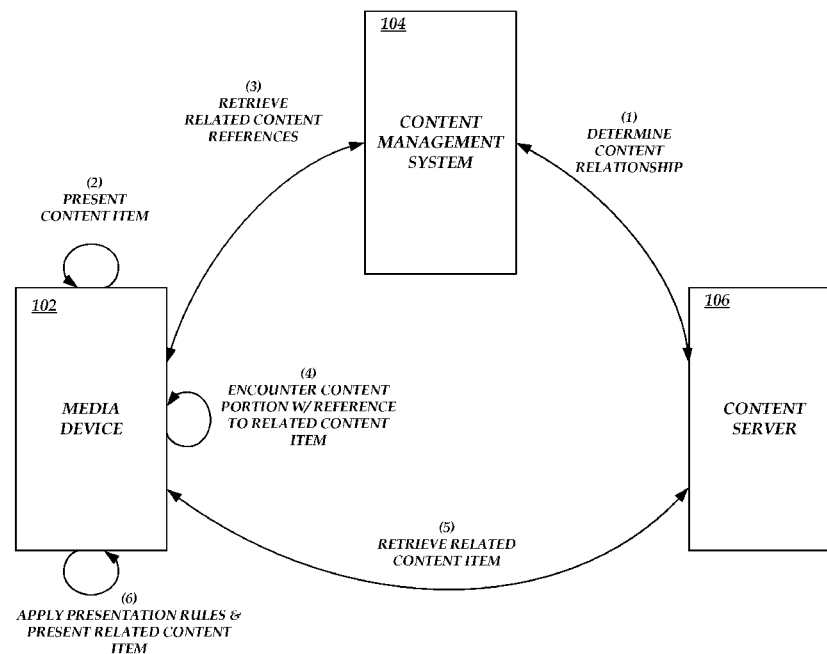 104
CONTENT
MANAGEMENT
SYSTEM
(3)
RETRIEVE
RELATED CONTENT
REFERENCES
(1)
DETERMINE
CONTENT
RELATIONSHIP
(2)
PRESENT
CONTENT ITEM
102
MEDIA
DEVICE
(4)
ENCOUNTER CONTENT
PORTION W/ REFERENCE
TO RELATED CONTENT
ITEM
106
CONTENT
SERVER
(5)
RETRIEVE RELATED
CONTENT ITEM
(6)
APPLY PRESENTATION RULES &
PRESENT RELATED CONTENT
ITEM